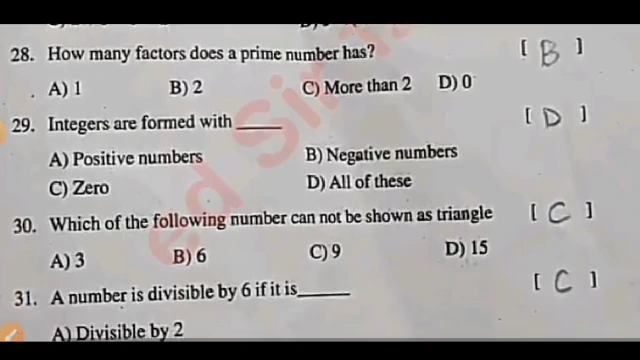 28. How many factors does a prime number has? [ B ]
A) 1 B) 2 C) More than 2 D) 0
29. Integers are formed with _____ [ D ]
A) Positive numbers B) Negative numbers
C) Zero D) All of these
30. Which of the following number can not be shown as triangle [ C ]
A) 3 B) 6 C) 9 D) 15
31. A number is divisible by 6 if it is_____ [ C ]
A) Divisible by 2